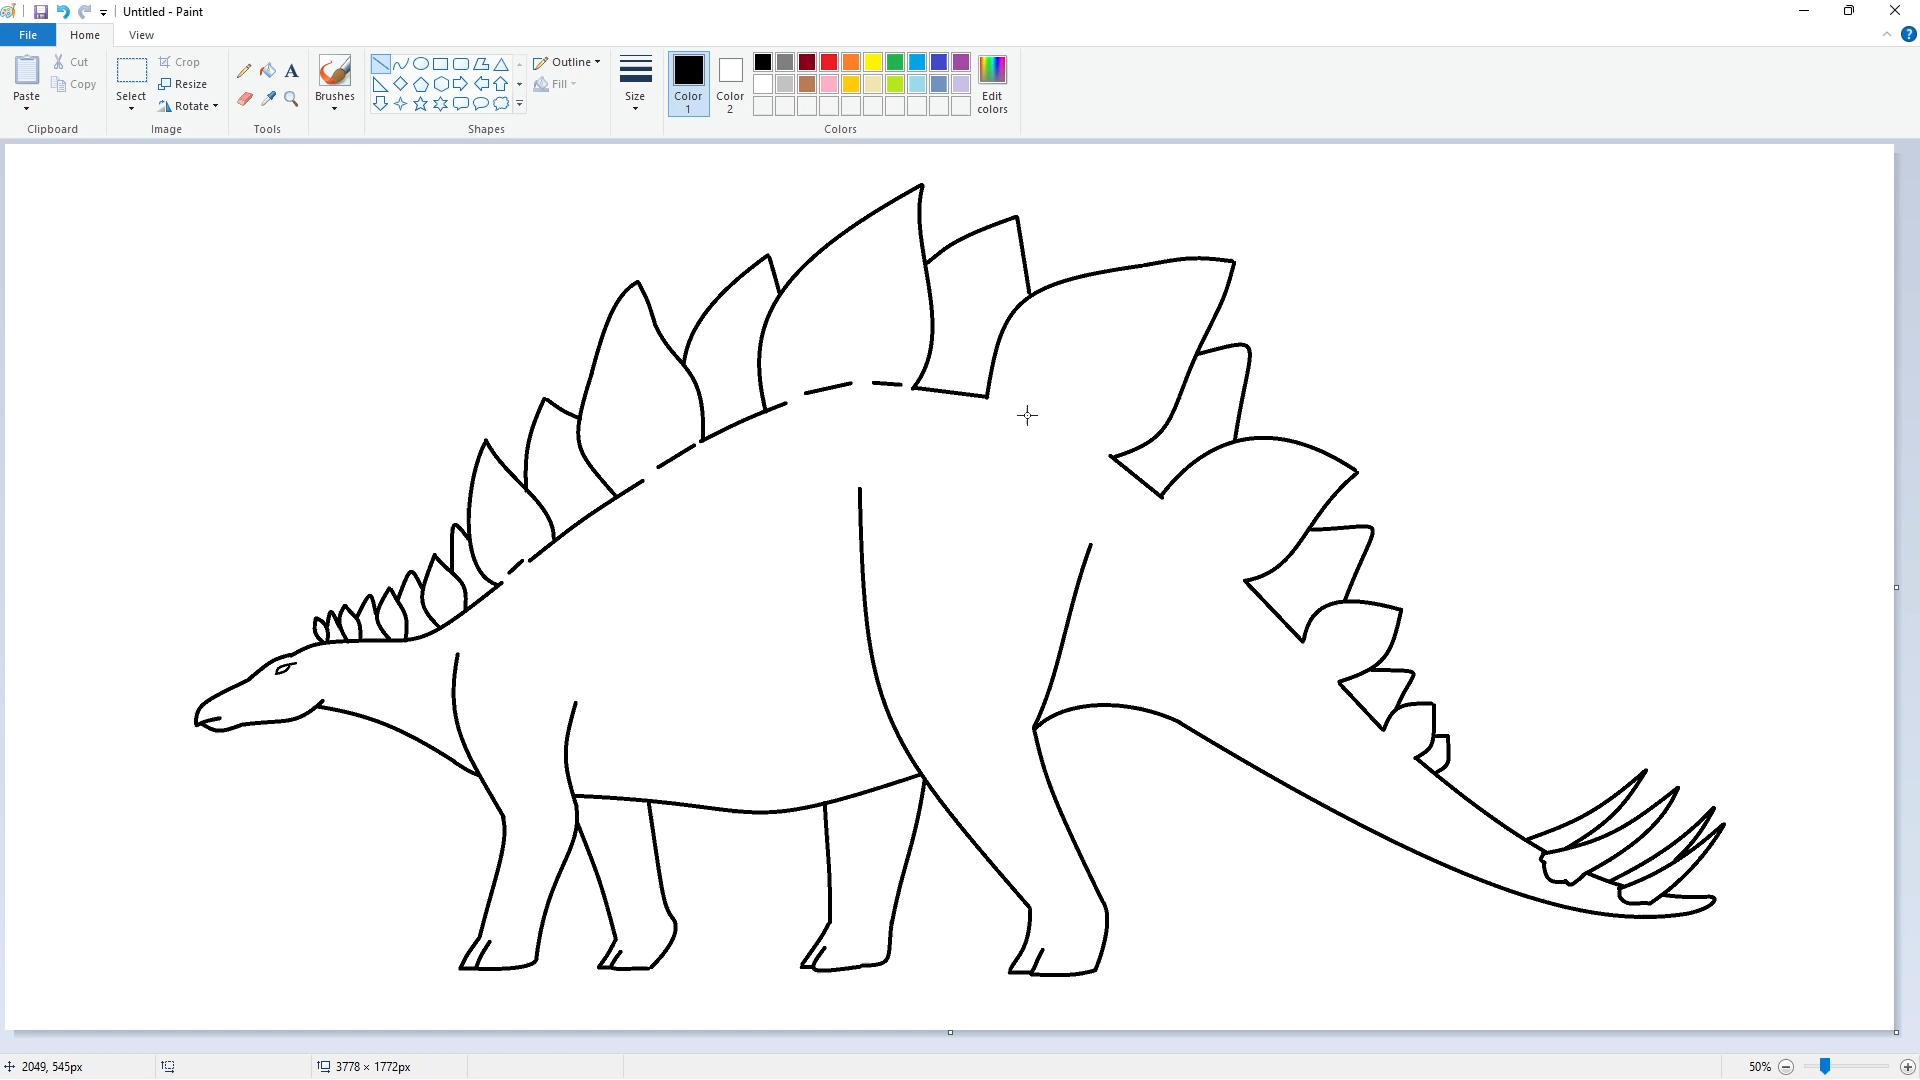 Untitled - Paint
File Home View
Paste
Cut
Copy
Clipboard
Select
Crop
Resize
Rotate
Image
Tools
Brushes
Shapes
Outline
Fill
Size
Color 1
Color 2
Edit colors
Colors
2049, 545px
3778 × 1772px
50%